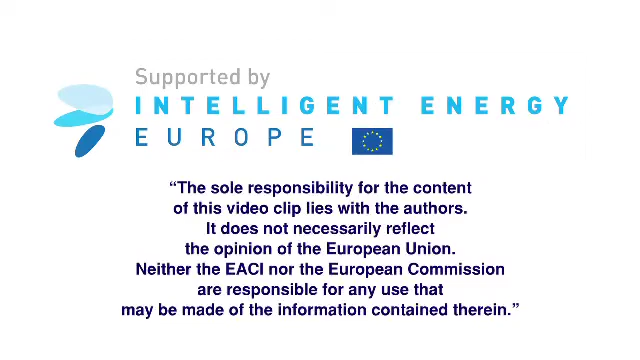 Supported by
INTELLIGENT ENERGY
EUROPE
“The sole responsibility for the content
of this video clip lies with the authors.
It does not necessarily reflect
the opinion of the European Union.
Neither the EACI nor the European Commission
are responsible for any use that
may be made of the information contained therein.”